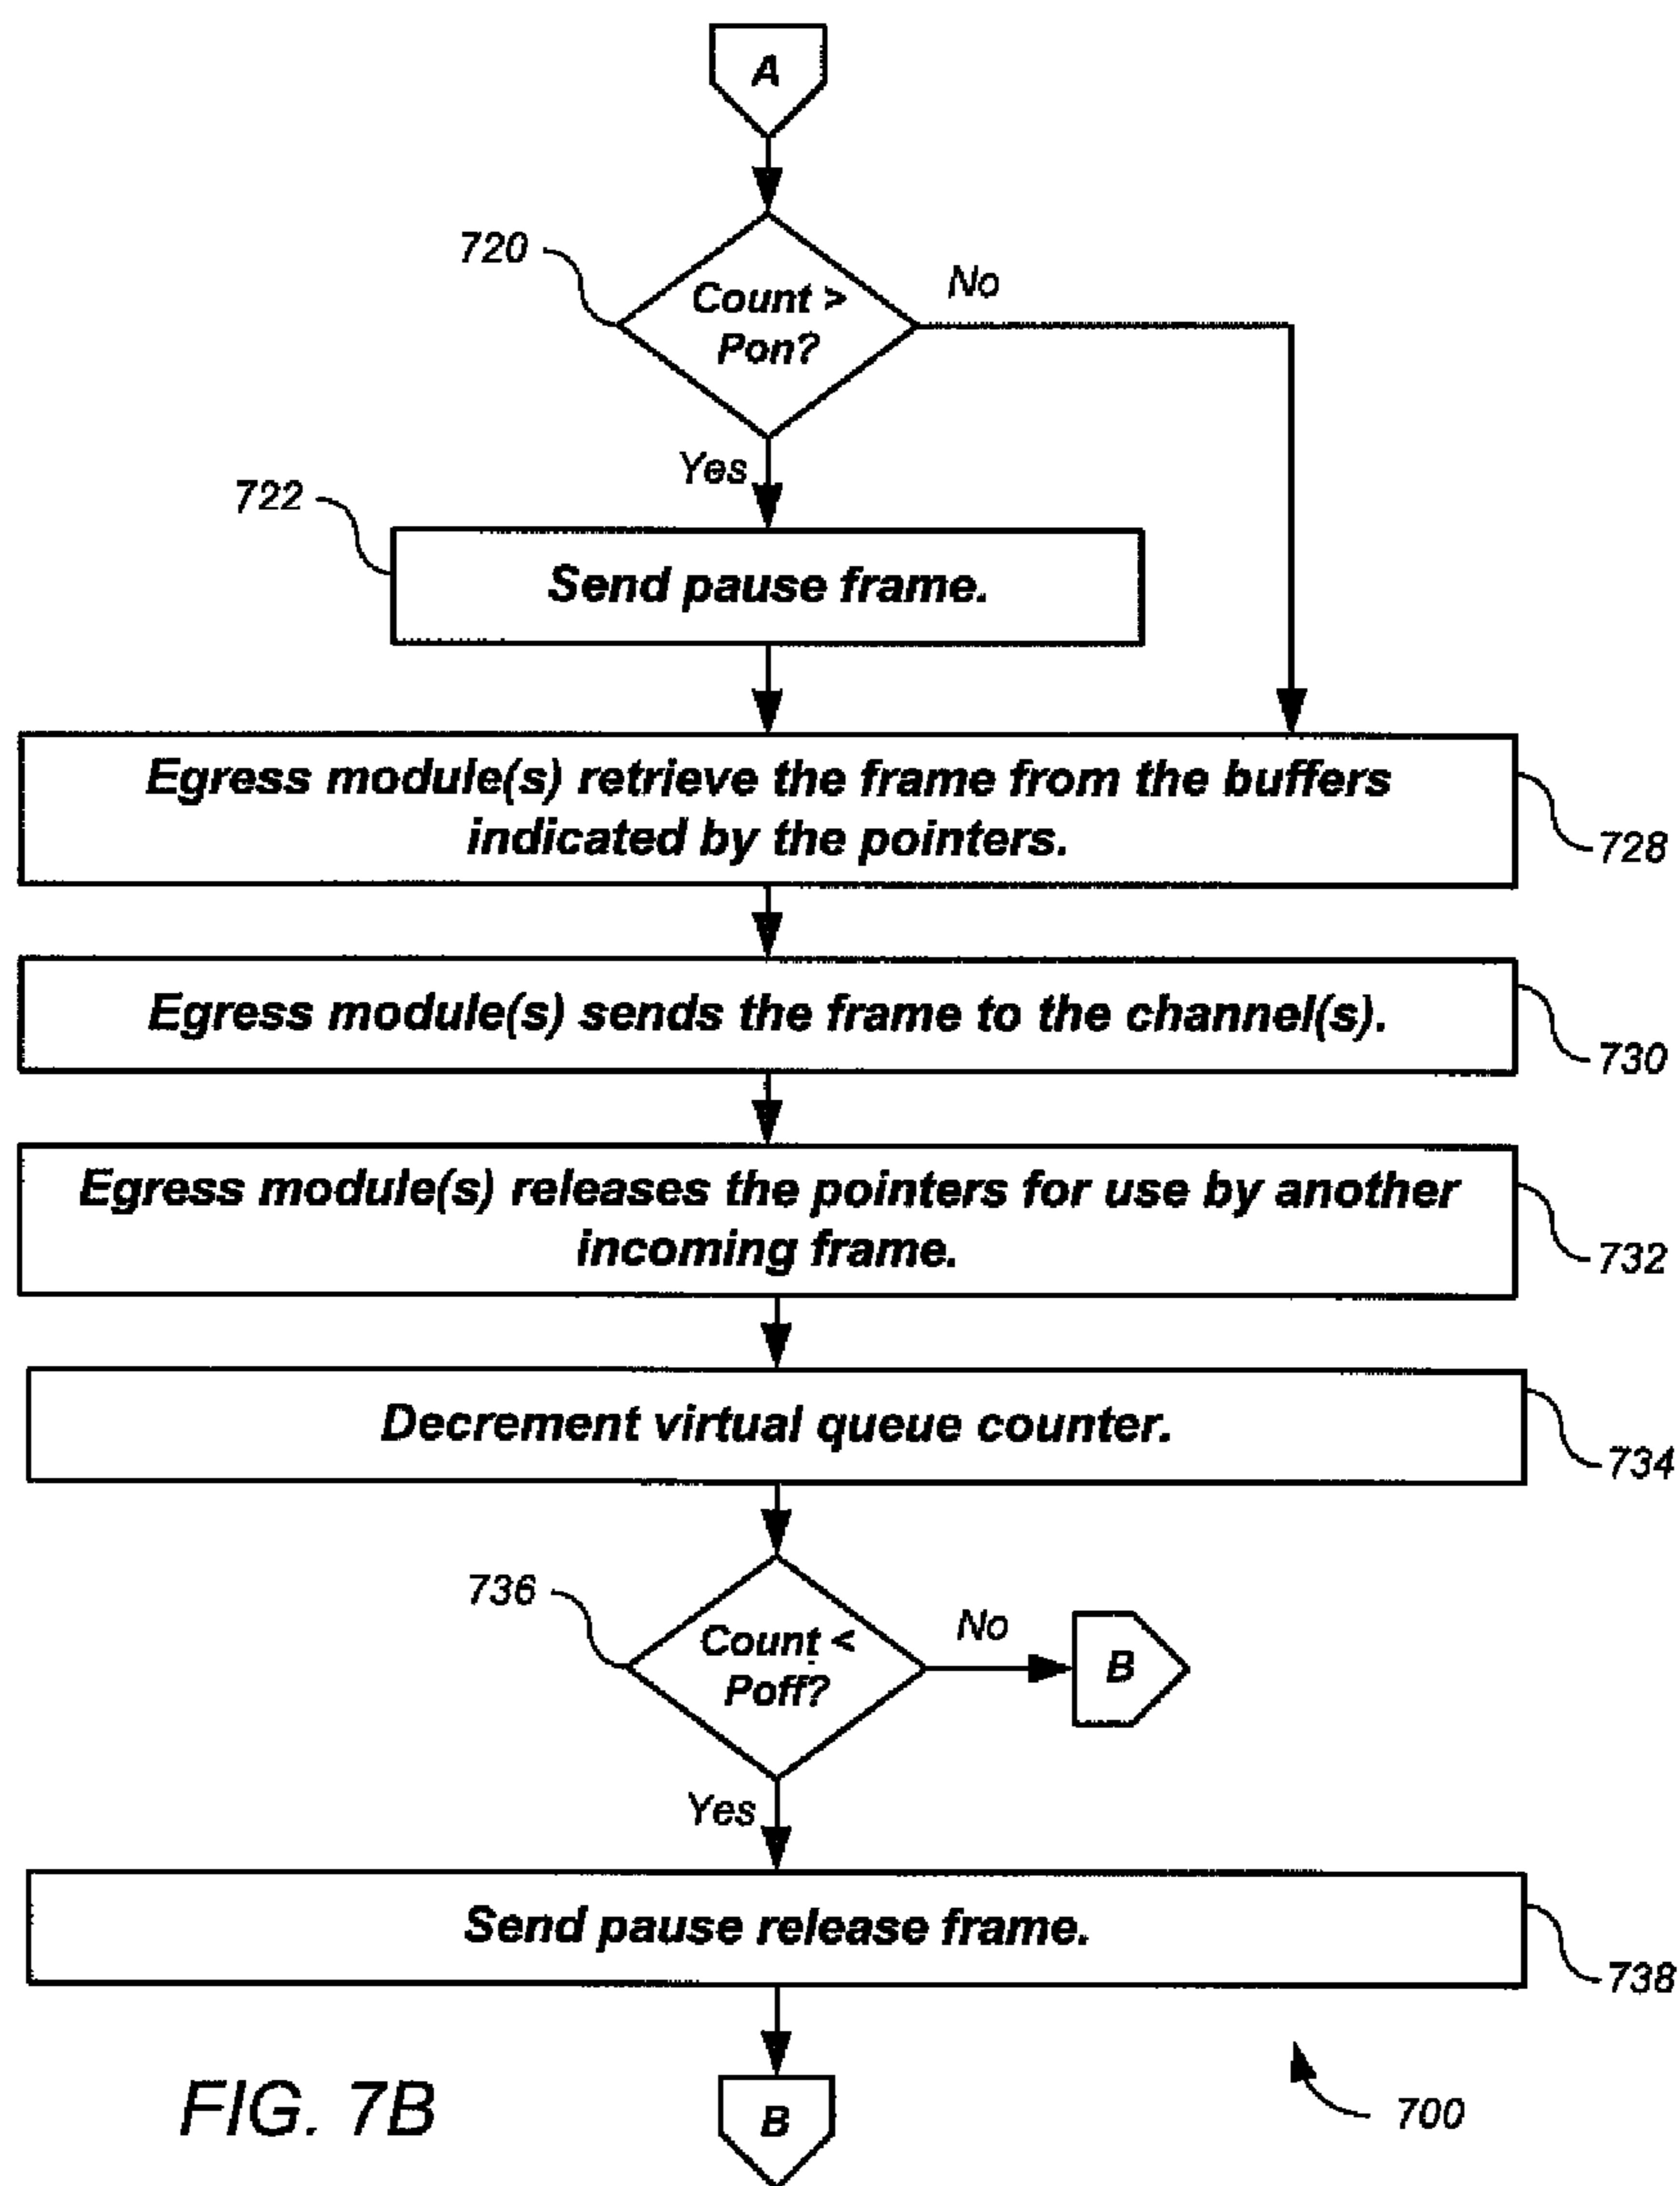 A
720
Count >
Pon?
No
Yes
722
Send pause frame.
Egress module(s) retrieve the frame from the buffers
indicated by the pointers.
728
Egress module(s) sends the frame to the channel(s).
730
Egress module(s) releases the pointers for use by another
incoming frame.
732
Decrement virtual queue counter.
734
736
Count <
Poff?
No
B
Yes
Send pause release frame.
738
B
700
FIG. 7B